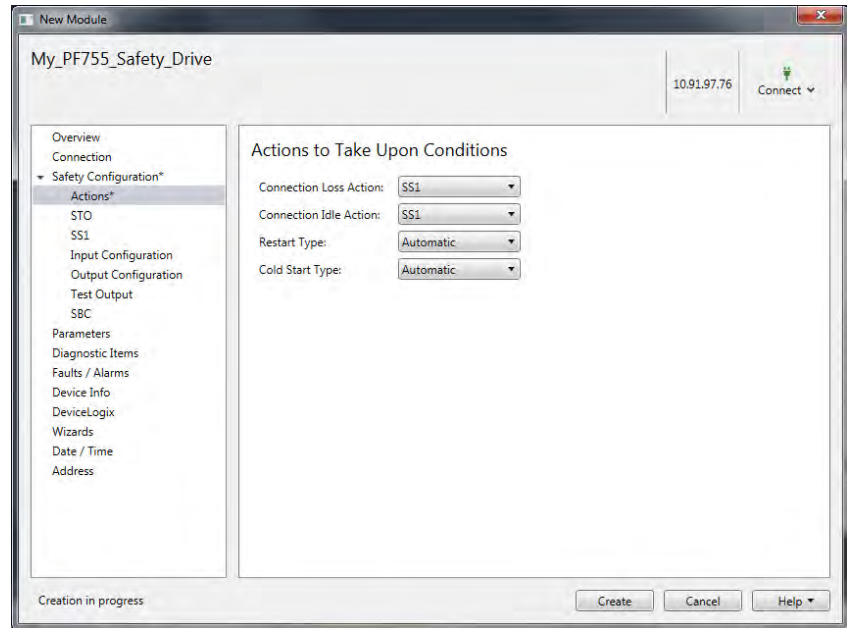 New Module
My_PF755_Safety_Drive
10.91.97.76
Connect
Overview
Connection
Safety Configuration*
Actions*
STO
SS1
Input Configuration
Output Configuration
Test Output
SBC
Parameters
Diagnostic Items
Faults / Alarms
Device Info
DeviceLogix
Wizards
Date / Time
Address
Actions to Take Upon Conditions
Connection Loss Action: SS1
Connection Idle Action: SS1
Restart Type: Automatic
Cold Start Type: Automatic
Creation in progress
Create
Cancel
Help